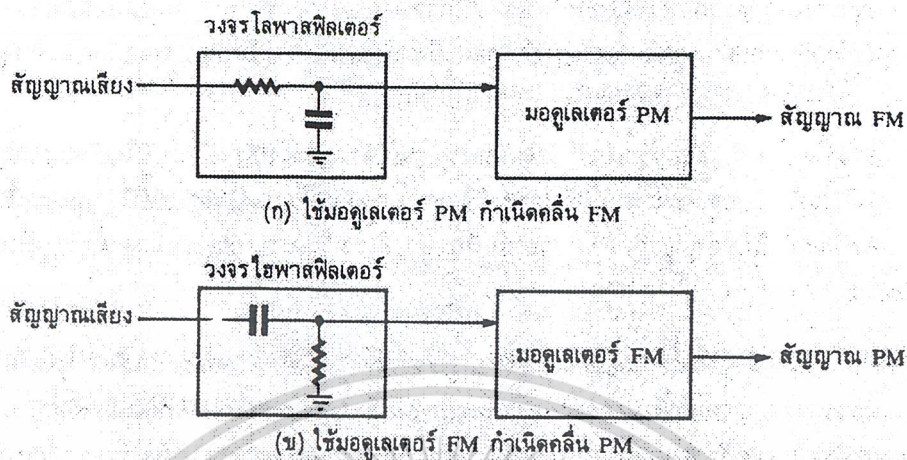 วงจรโลพาสฟิลเตอร์
สัญญาณเสียง
มอดูเลเตอร์ PM
สัญญาณ FM
(ก) ใช้มอดูเลเตอร์ PM กำเนิดคลื่น FM
วงจรไฮพาสฟิลเตอร์
สัญญาณเสียง
มอดูเลเตอร์ FM
สัญญาณ PM
(ข) ใช้มอดูเลเตอร์ FM กำเนิดคลื่น PM